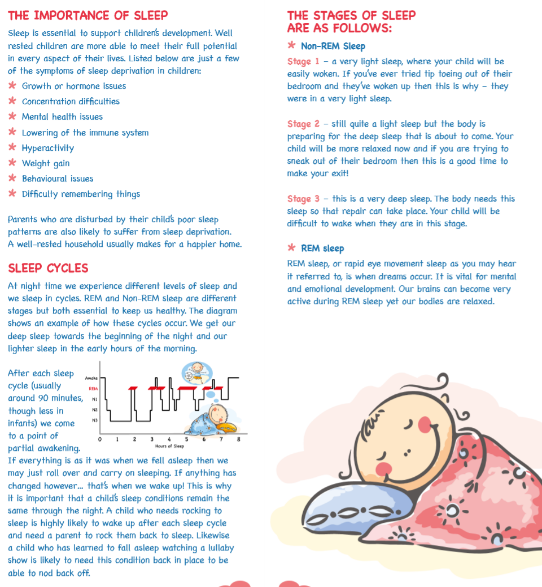 THE IMPORTANCE OF SLEEP
Sleep is essential to support children's development. Well
rested children are more able to meet their full potential
in every aspect of their lives. Listed below are just a few
of the symptoms of sleep deprivation in children:
* Growth or hormone issues
* Concentration difficulties
* Mental health issues
* Lowering of the immune system
* Hyperactivity
* Weight gain
* Behavioural issues
* Difficulty remembering things
Parents who are disturbed by their child's poor sleep
patterns are also likely to suffer from sleep deprivation.
A well-rested household usually makes for a happier home.
SLEEP CYCLES
At night time we experience different levels of sleep and
we sleep in cycles. REM and Non-REM sleep are different
stages but both essential to keep us healthy. The diagram
shows an example of how these cycles occur. We get our
deep sleep towards the beginning of the night and our
lighter sleep in the early hours of the morning.
After each sleep
cycle (usually
around 90 minutes,
though less in
infants) we come
to a point of
partial awakening.
Awake
REM
N1
N2
N3
0 1 2 3 4 5 6 7 8
Hours of Sleep
If everything is as it was when we fell asleep then we
may just roll over and carry on sleeping. If anything has
changed however... that's when we wake up! This is why
it is important that a child's sleep conditions remain the
same through the night. A child who needs rocking to
sleep is highly likely to wake up after each sleep cycle
and need a parent to rock them back to sleep. Likewise
a child who has learned to fall asleep watching a lullaby
show is likely to need this condition back in place to be
able to nod back off.
THE STAGES OF SLEEP
ARE AS FOLLOWS:
* Non-REM Sleep
Stage 1 – a very light sleep, where your child will be
easily woken. If you've ever tried tip toeing out of their
bedroom and they've woken up then this is why – they
were in a very light sleep.
Stage 2 – still quite a light sleep but the body is
preparing for the deep sleep that is about to come. Your
child will be more relaxed now and if you are trying to
sneak out of their bedroom then this is a good time to
make your exit!
Stage 3 – this is a very deep sleep. The body needs this
sleep so that repair can take place. Your child will be
difficult to wake when they are in this stage.
* REM sleep
REM sleep, or rapid eye movement sleep as you may hear
it referred to, is when dreams occur. It is vital for mental
and emotional development. Our brains can become very
active during REM sleep yet our bodies are relaxed.